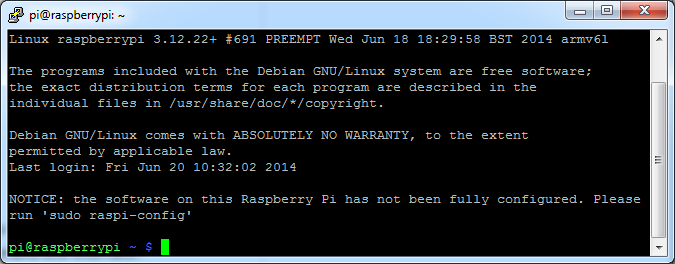 pi@raspberrypi: ~
Linux raspberrypi 3.12.22+ #691 PREEMPT Wed Jun 18 18:29:58 BST 2014 armv6l
The programs included with the Debian GNU/Linux system are free software;
the exact distribution terms for each program are described in the
individual files in /usr/share/doc/*/copyright.
Debian GNU/Linux comes with ABSOLUTELY NO WARRANTY, to the extent
permitted by applicable law.
Last login: Fri Jun 20 10:32:02 2014
NOTICE: the software on this Raspberry Pi has not been fully configured. Please
run 'sudo raspi-config'
pi@raspberrypi ~ $